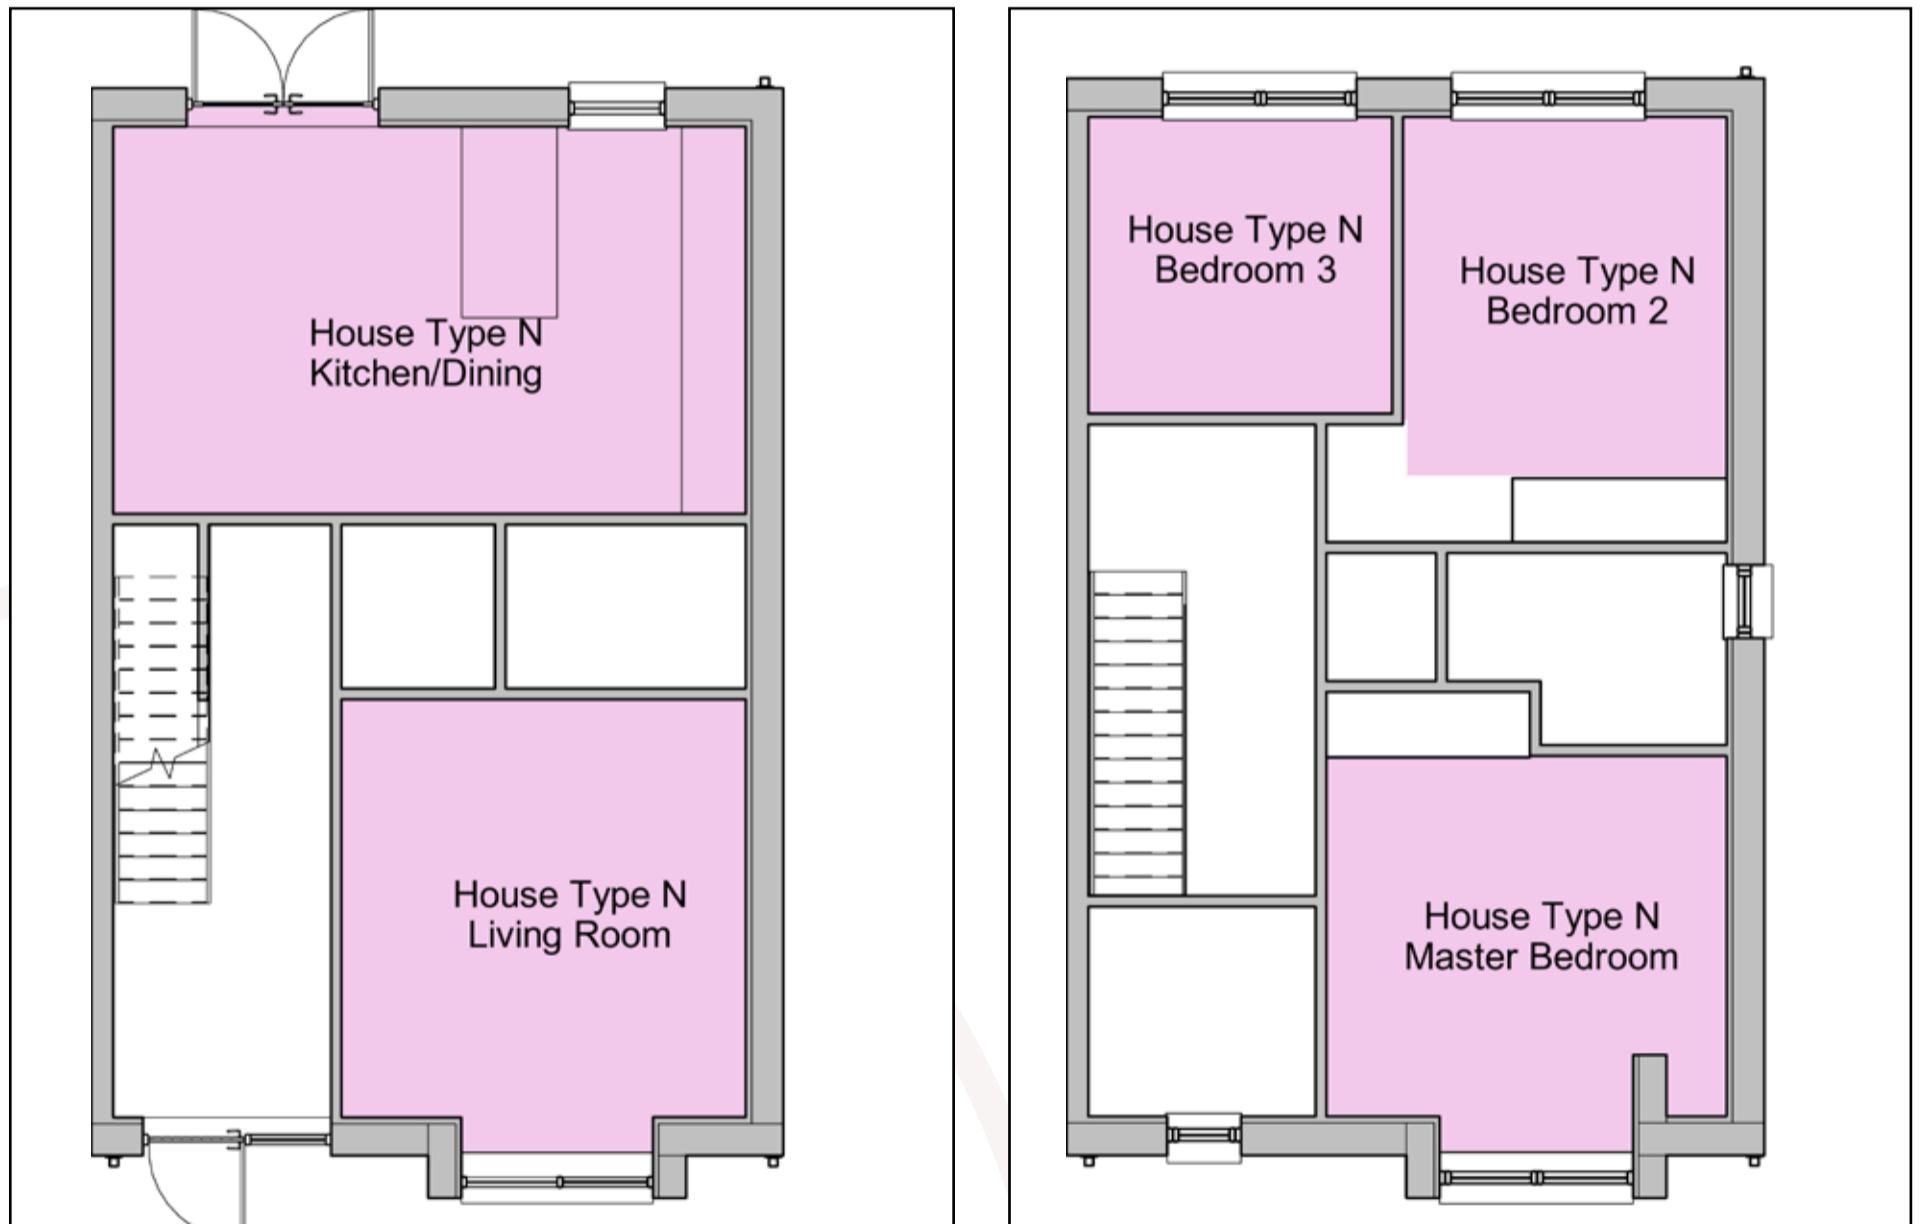 House Type N
Kitchen/Dining
House Type N
Living Room
House Type N
Bedroom 3
House Type N
Bedroom 2
House Type N
Master Bedroom